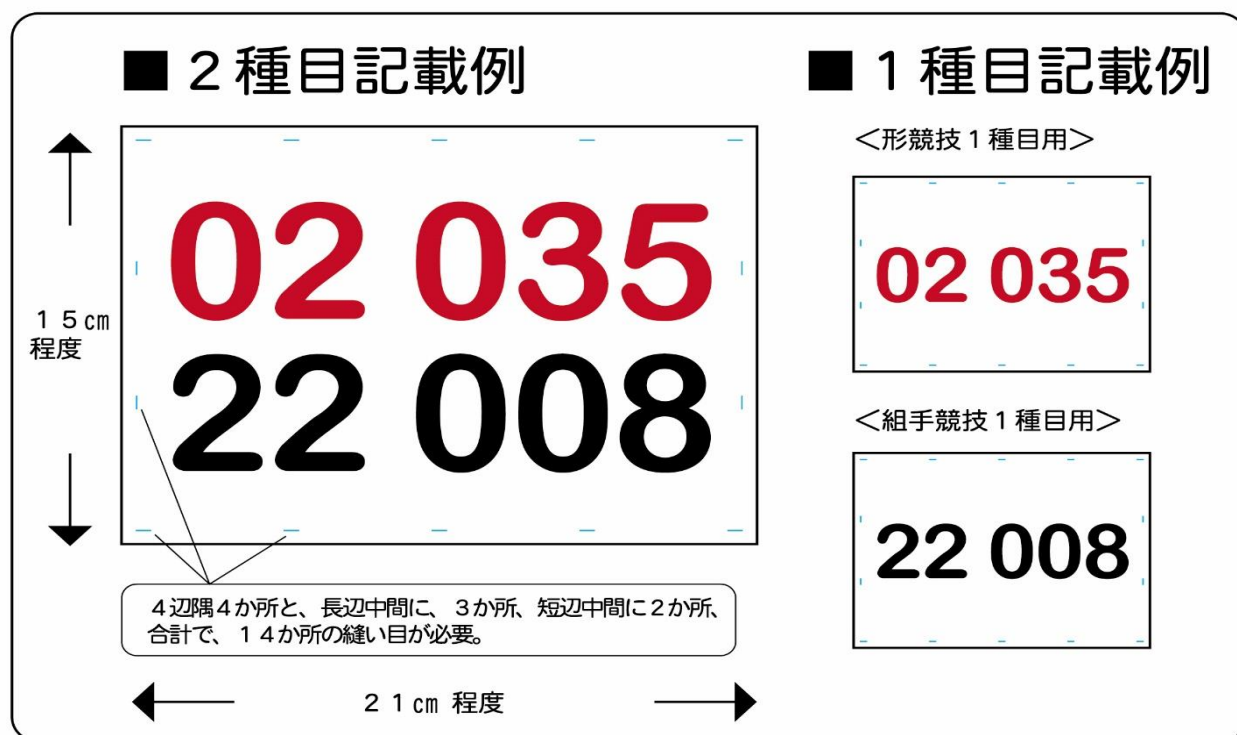 ■２種目記載例
02 035
22 008
１５㎝
程度
４辺隅４か所と、長辺中間に、３か所、短辺中間に２か所、
合計で、１４か所の縫い目が必要。
２１㎝ 程度
■１種目記載例
＜形競技１種目用＞
02 035
＜組手競技１種目用＞
22 008